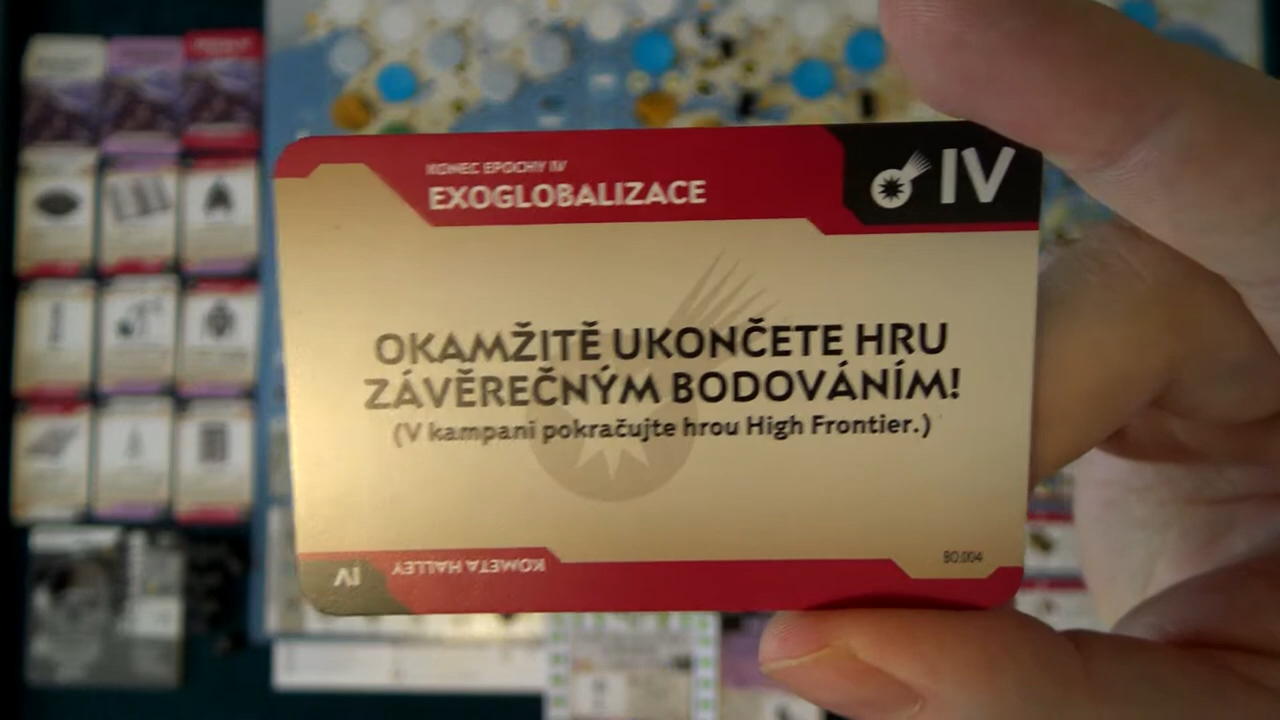 KONEC EPOCHY IV
EXOGLOBALIZACE
IV
OKAMŽITĚ UKONČETE HRU
ZÁVĚREČNÝM BODOVÁNÍM!
(V kampani pokračujte hrou High Frontier.)
BO.004
KOMETA HALLEY
IV